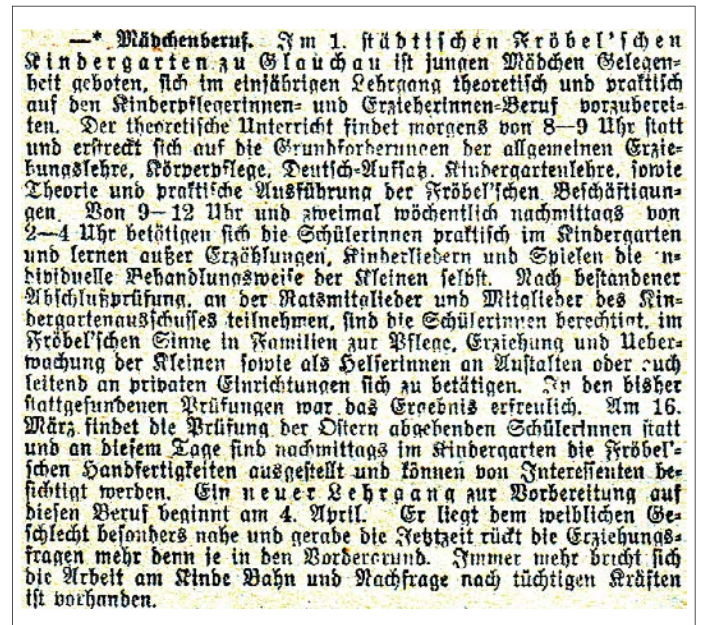 —* Mädchenberuf. Im 1. städtischen Fröbel'schen
Kindergarten zu Glauchau ist jungen Mädchen Gelegen-
heit geboten, sich im einjährigen Lehrgang theoretisch und praktisch
auf den Kinderpflegerinnen- und Erzieherinnen-Beruf vorzuberei-
ten. Der theoretische Unterricht findet morgens von 8—9 Uhr statt
und erstreckt sich auf die Grundforderungen der allgemeinen Erzie-
hungslehre, Körperpflege, Deutsch-Aufsatz, Kindergartenlehre, sowie
Theorie und praktische Ausführung der Fröbel'schen Beschäftigun-
gen. Von 9—12 Uhr und zweimal wöchentlich nachmittags von
2—4 Uhr betätigen sich die Schülerinnen praktisch im Kindergarten
und lernen außer Erzählungen, Kinderliedern und Spielen die n-
dividuelle Behandlungsweise der Kleinen selbst. Nach bestandener
Abschlußprüfung, an der Ratsmitglieder und Mitglieder des Kin-
dergartenausschusses teilnehmen, sind die Schülerinnen berechtigt, im
Fröbel'schen Sinne in Familien zur Pflege, Erziehung und Ueber-
wachung der Kleinen sowie als Helferinnen an Anstalten oder auch
leitend an privaten Einrichtungen sich zu betätigen. In den bisher
stattgefundenen Prüfungen war das Ergebnis erfreulich. Am 16.
März findet die Prüfung der Ostern abgehenden Schülerinnen statt
und an diesem Tage sind nachmittags im Kindergarten die Fröbel'-
schen Handfertigkeiten ausgestellt und können von Interessenten be-
sichtigt werden. Ein neuer Lehrgang zur Vorbereitung auf
diesen Beruf beginnt am 4. April. Er liegt dem weiblichen Ge-
schlecht besonders nahe und gerade die Jetztzeit rückt die Erziehungs-
fragen mehr denn je in den Vordergrund. Immer mehr bricht sich
die Arbeit am Kinde Bahn und Nachfrage nach tüchtigen Kräften
ist vorhanden.